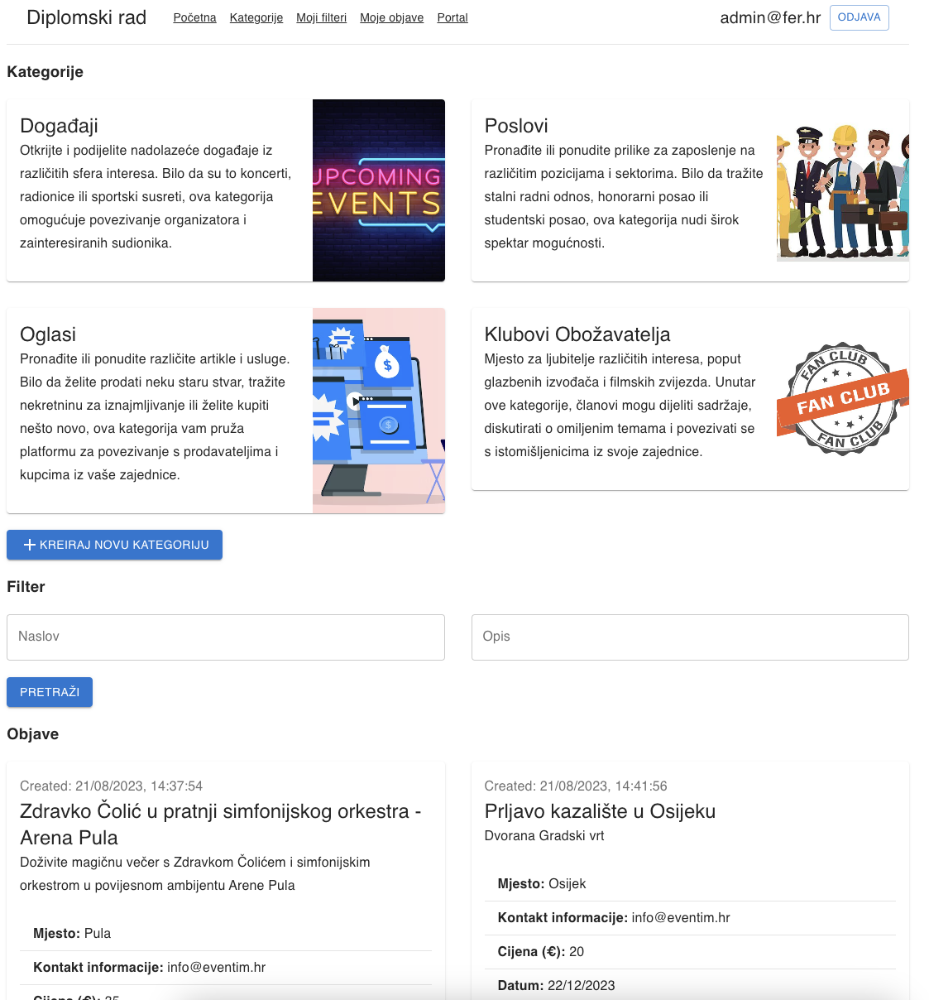 Diplomski rad
Početna
Kategorije
Moji filteri
Moje objave
Portal
admin@fer.hr
ODJAVA
Kategorije
Događaji
Otkrijte i podijelite nadolazeće događaje iz
različitih sfera interesa. Bilo da su to koncerti,
radionice ili sportski susreti, ova kategorija
omogućuje povezivanje organizatora i
zainteresiranih sudionika.
UPCOMING
EVENTS
Poslovi
Pronađite ili ponudite prilike za zaposlenje na
različitim pozicijama i sektorima. Bilo da tražite
stalni radni odnos, honorarni posao ili
studentski posao, ova kategorija nudi širok
spektar mogućnosti.
Oglasi
Pronađite ili ponudite različite artikle i usluge.
Bilo da želite prodati neku staru stvar, tražite
nekretninu za iznajmljivanje ili želite kupiti
nešto novo, ova kategorija vam pruža
platformu za povezivanje s prodavateljima i
kupcima iz vaše zajednice.
$
$
Klubovi Obožavatelja
Mjesto za ljubitelje različitih interesa, poput
glazbenih izvođača i filmskih zvijezda. Unutar
ove kategorije, članovi mogu dijeliti sadržaje,
diskutirati o omiljenim temama i povezivati se
s istomišljenicima iz svoje zajednice.
FAN CLUB
FAN CLUB
FAN CLUB
KREIRAJ NOVU KATEGORIJU
Filter
Naslov
Opis
PRETRAŽI
Objave
Created: 21/08/2023, 14:37:54
Zdravko Čolić u pratnji simfonijskog orkestra -
Arena Pula
Doživite magičnu večer s Zdravkom Čolićem i simfonijskim
orkestrom u povijesnom ambijentu Arene Pula
Mjesto: Pula
Kontakt informacije: info@eventim.hr
Cijena (€): 
Created: 21/08/2023, 14:41:56
Prljavo kazalište u Osijeku
Dvorana Gradski vrt
Mjesto: Osijek
Kontakt informacije: info@eventim.hr
Cijena (€): 20
Datum: 22/12/2023